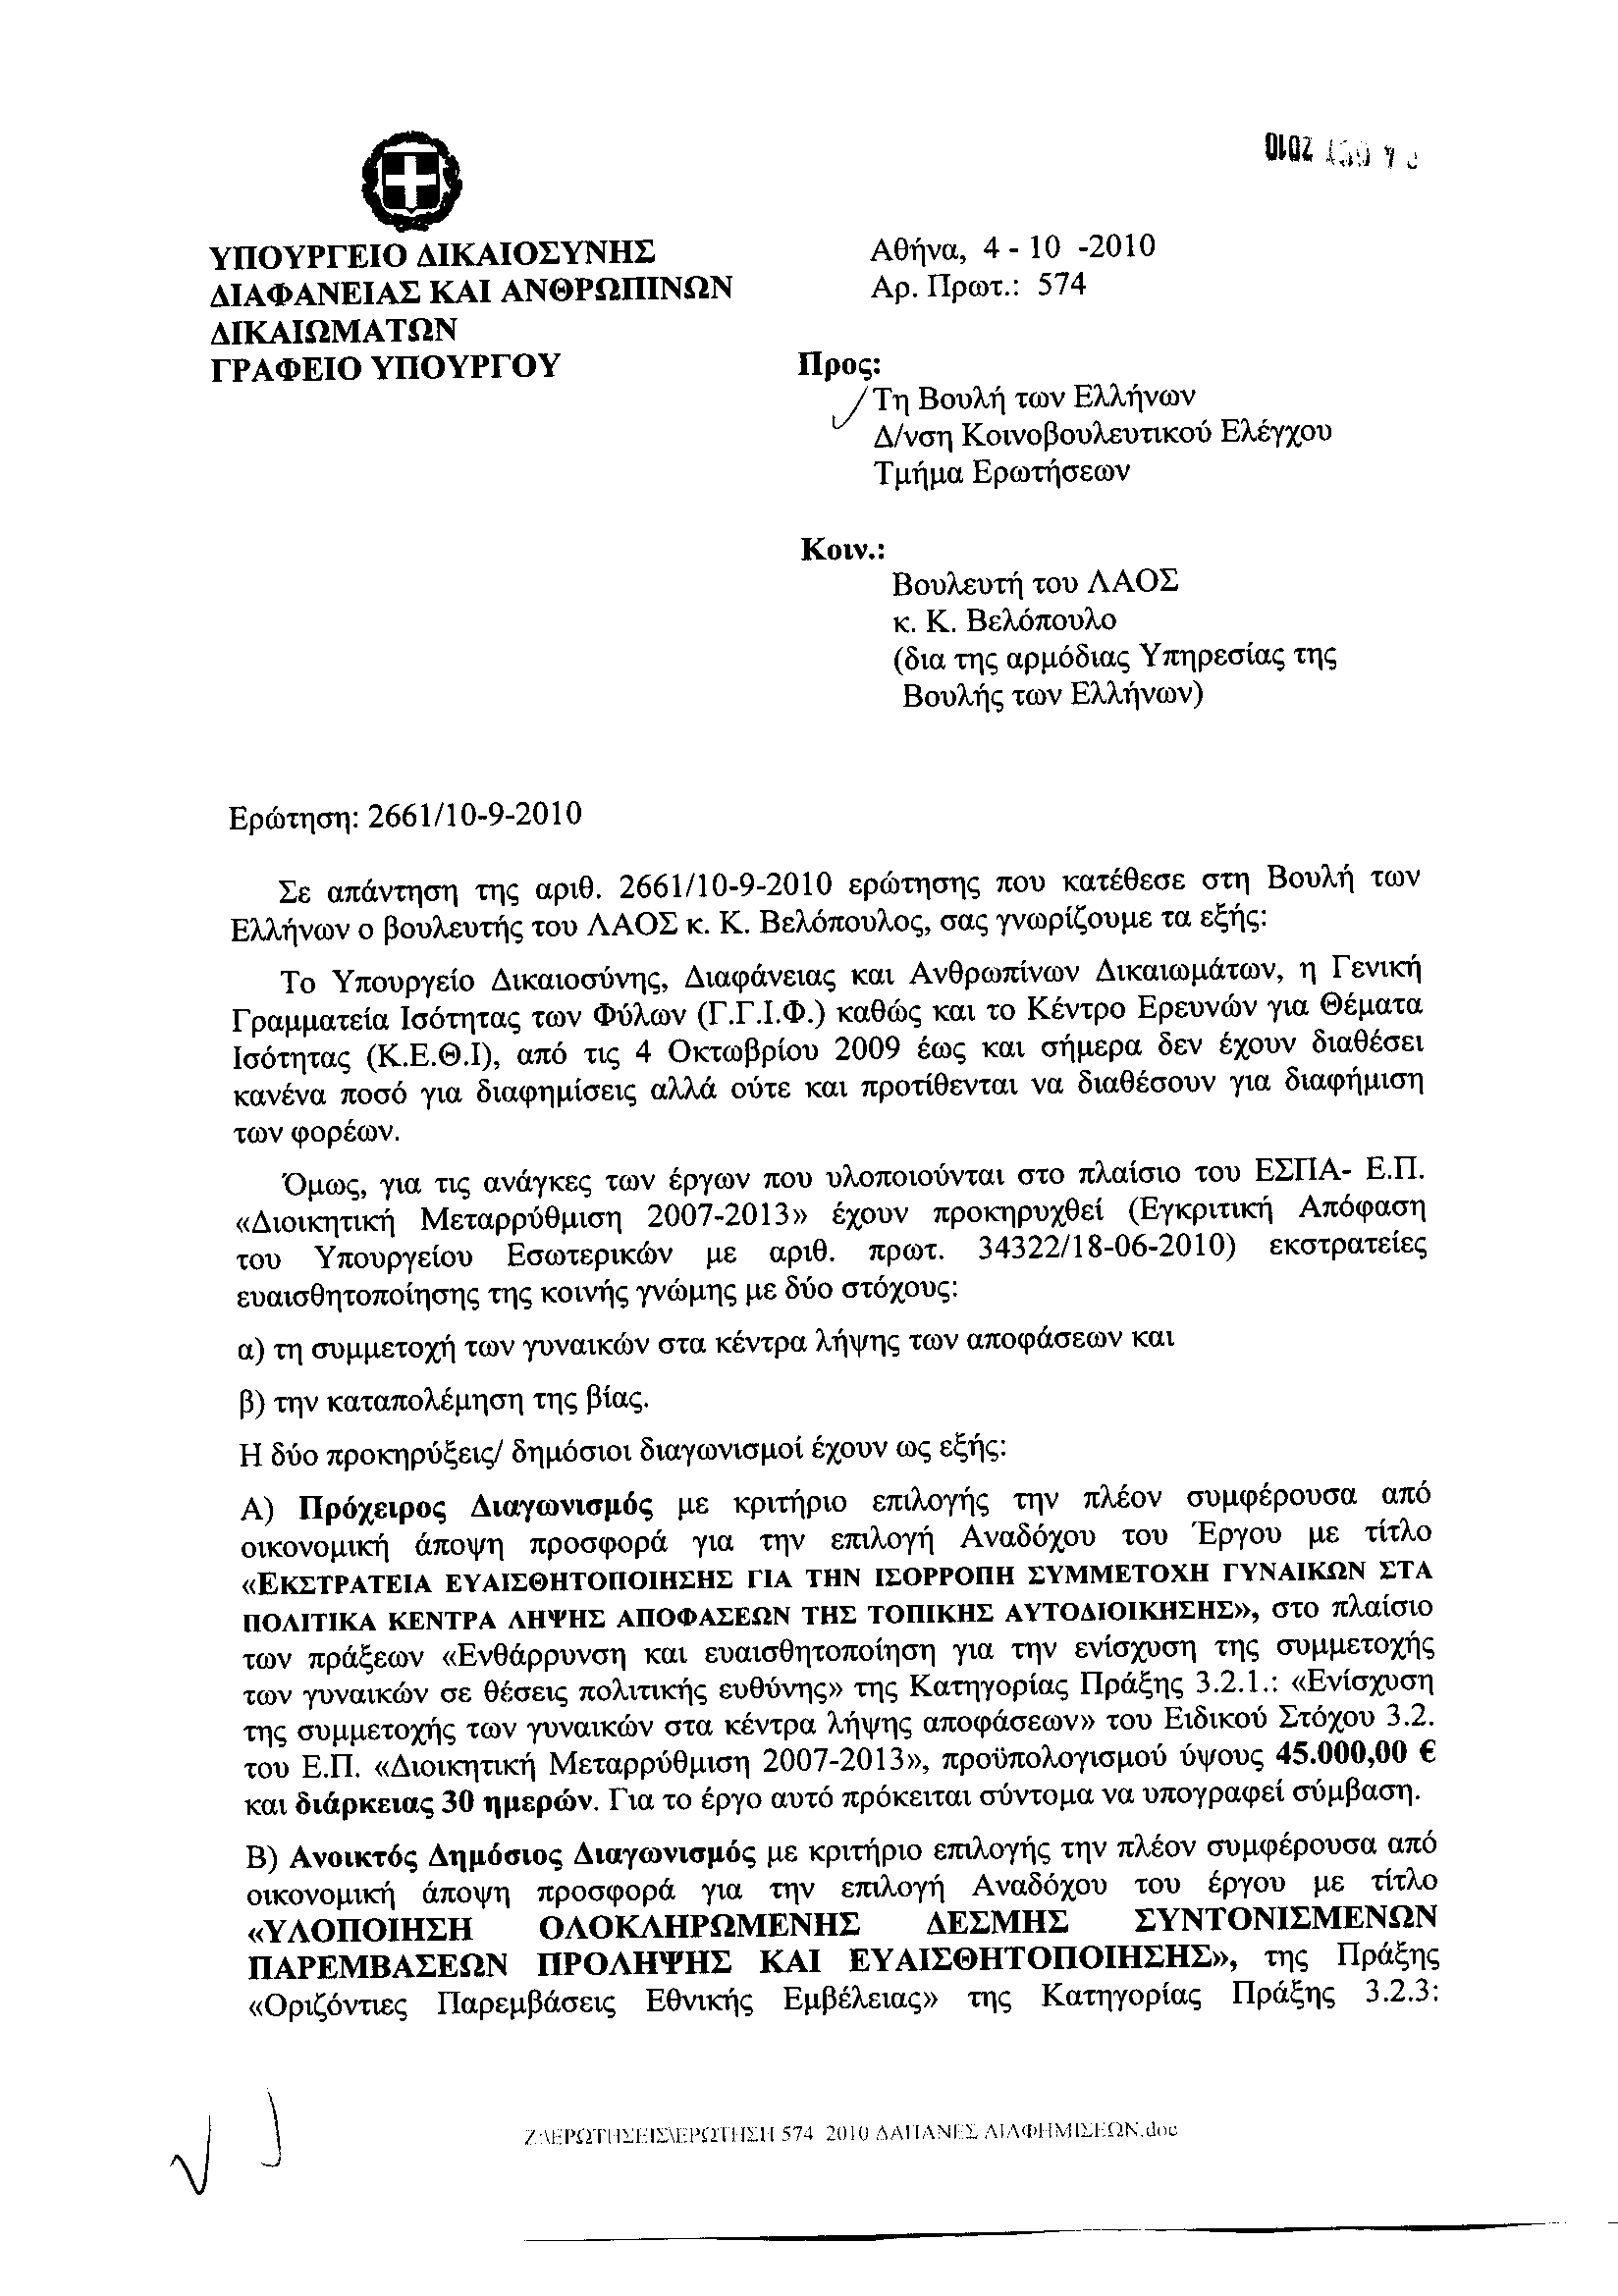 2010
ΥΠΟΥΡΓΕΙΟ ΔΙΚΑΙΟΣΥΝΗΣ
ΔΙΑΦΑΝΕΙΑΣ ΚΑΙ ΑΝΘΡΩΠΙΝΩΝ
ΔΙΚΑΙΩΜΑΤΩΝ
ΓΡΑΦΕΙΟ ΥΠΟΥΡΓΟΥ
Αθήνα, 4 - 10 -2010
Αρ. Πρωτ.: 574
Προς:
Τη Βουλή των Ελλήνων
Δ/νση Κοινοβουλευτικού Ελέγχου
Τμήμα Ερωτήσεων
Κοιν.:
Βουλευτή του ΛΑΟΣ
κ. Κ. Βελόπουλο
(δια της αρμόδιας Υπηρεσίας της
Βουλής των Ελλήνων)
Ερώτηση: 2661/10-9-2010
Σε απάντηση της αριθ. 2661/10-9-2010 ερώτησης που κατέθεσε στη Βουλή των
Ελλήνων ο βουλευτής του ΛΑΟΣ κ. Κ. Βελόπουλος, σας γνωρίζουμε τα εξής:
Το Υπουργείο Δικαιοσύνης, Διαφάνειας και Ανθρωπίνων Δικαιωμάτων, η Γενική
Γραμματεία Ισότητας των Φύλων (Γ.Γ.Ι.Φ.) καθώς και το Κέντρο Ερευνών για Θέματα
Ισότητας (Κ.Ε.Θ.Ι), από τις 4 Οκτωβρίου 2009 έως και σήμερα δεν έχουν διαθέσει
κανένα ποσό για διαφημίσεις αλλά ούτε και προτίθενται να διαθέσουν για διαφήμιση
των φορέων.
Όμως, για τις ανάγκες των έργων που υλοποιούνται στο πλαίσιο του ΕΣΠΑ- Ε.Π.
«Διοικητική Μεταρρύθμιση 2007-2013» έχουν προκηρυχθεί (Εγκριτική Απόφαση
του Υπουργείου Εσωτερικών με αριθ. πρωτ. 34322/18-06-2010) εκστρατείες
ευαισθητοποίησης της κοινής γνώμης με δύο στόχους:
α) τη συμμετοχή των γυναικών στα κέντρα λήψης των αποφάσεων και
β) την καταπολέμηση της βίας.
Η δύο προκηρύξεις/ δημόσιοι διαγωνισμοί έχουν ως εξής:
Α) Πρόχειρος Διαγωνισμός με κριτήριο επιλογής την πλέον συμφέρουσα από
οικονομική άποψη προσφορά για την επιλογή Αναδόχου του Έργου με τίτλο
«ΕΚΣΤΡΑΤΕΙΑ ΕΥΑΙΣΘΗΤΟΠΟΙΗΣΗΣ ΓΙΑ ΤΗΝ ΙΣΟΡΡΟΠΗ ΣΥΜΜΕΤΟΧΗ ΓΥΝΑΙΚΩΝ ΣΤΑ
ΠΟΛΙΤΙΚΑ ΚΕΝΤΡΑ ΛΗΨΗΣ ΑΠΟΦΑΣΕΩΝ ΤΗΣ ΤΟΠΙΚΗΣ ΑΥΤΟΔΙΟΙΚΗΣΗΣ», στο πλαίσιο
των πράξεων «Ενθάρρυνση και ευαισθητοποίηση για την ενίσχυση της συμμετοχής
των γυναικών σε θέσεις πολιτικής ευθύνης» της Κατηγορίας Πράξης 3.2.1.: «Ενίσχυση
της συμμετοχής των γυναικών στα κέντρα λήψης αποφάσεων» του Ειδικού Στόχου 3.2.
του Ε.Π. «Διοικητική Μεταρρύθμιση 2007-2013», προϋπολογισμού ύψους 45.000,00 €
και διάρκειας 30 ημερών. Για το έργο αυτό πρόκειται σύντομα να υπογραφεί σύμβαση.
Β) Ανοικτός Δημόσιος Διαγωνισμός με κριτήριο επιλογής την πλέον συμφέρουσα από
οικονομική άποψη προσφορά για την επιλογή Αναδόχου του έργου με τίτλο
«ΥΛΟΠΟΙΗΣΗ ΟΛΟΚΛΗΡΩΜΕΝΗΣ ΔΕΣΜΗΣ ΣΥΝΤΟΝΙΣΜΕΝΩΝ
ΠΑΡΕΜΒΑΣΕΩΝ ΠΡΟΛΗΨΗΣ ΚΑΙ ΕΥΑΙΣΘΗΤΟΠΟΙΗΣΗΣ», της Πράξης
«Οριζόντιες Παρεμβάσεις Εθνικής Εμβέλειας» της Κατηγορίας Πράξης 3.2.3:
Z:\ΕΡΩΤΗΣΕΙΣ\ΕΡΩΤΗΣΗ 574 2010 ΔΑΠΑΝΕΣ ΔΙΑΦΗΜΙΣΕΩΝ.doc